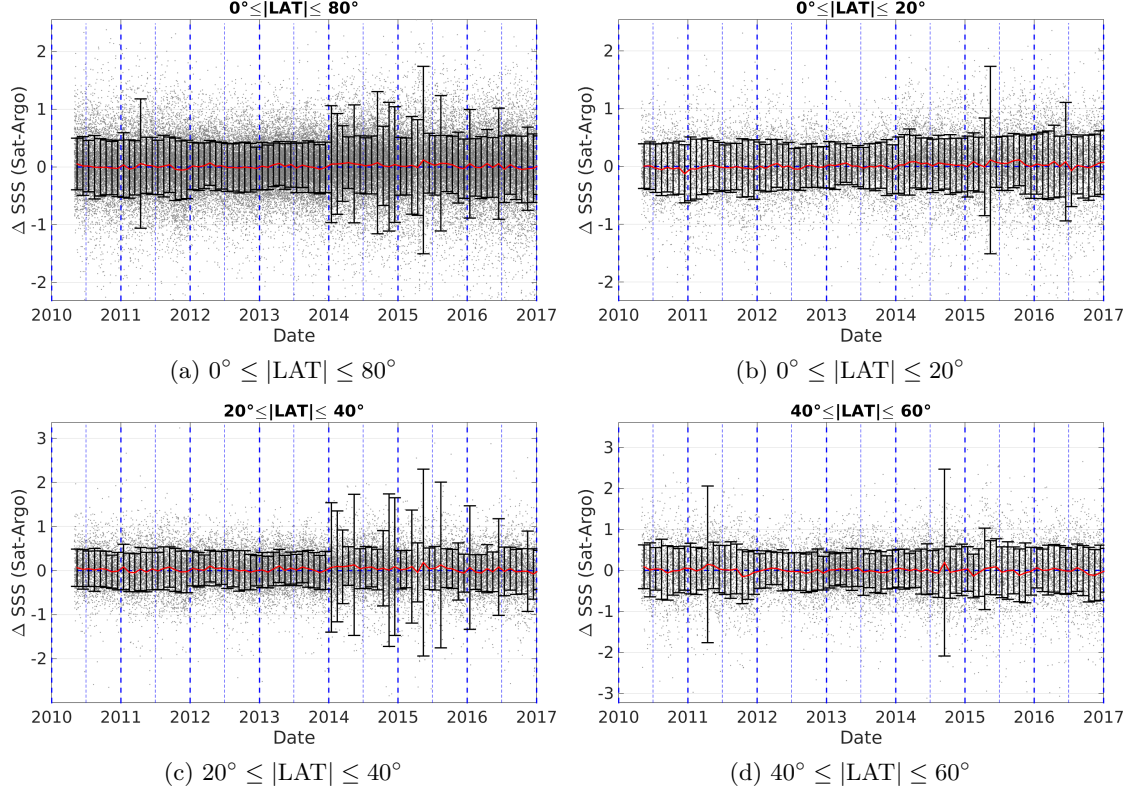 0°≤|LAT|≤ 80°
2
1
0
-1
-2
Δ SSS (Sat-Argo)
2010 2011 2012 2013 2014 2015 2016 2017
Date
(a) 0° ≤ |LAT| ≤ 80°
0°≤|LAT|≤ 20°
2
1
0
-1
-2
Δ SSS (Sat-Argo)
2010 2011 2012 2013 2014 2015 2016 2017
Date
(b) 0° ≤ |LAT| ≤ 20°
20°≤|LAT|≤ 40°
3
2
1
0
-1
-2
Δ SSS (Sat-Argo)
2010 2011 2012 2013 2014 2015 2016 2017
Date
(c) 20° ≤ |LAT| ≤ 40°
40°≤|LAT|≤ 60°
3
2
1
0
-1
-2
-3
Δ SSS (Sat-Argo)
2010 2011 2012 2013 2014 2015 2016 2017
Date
(d) 40° ≤ |LAT| ≤ 60°